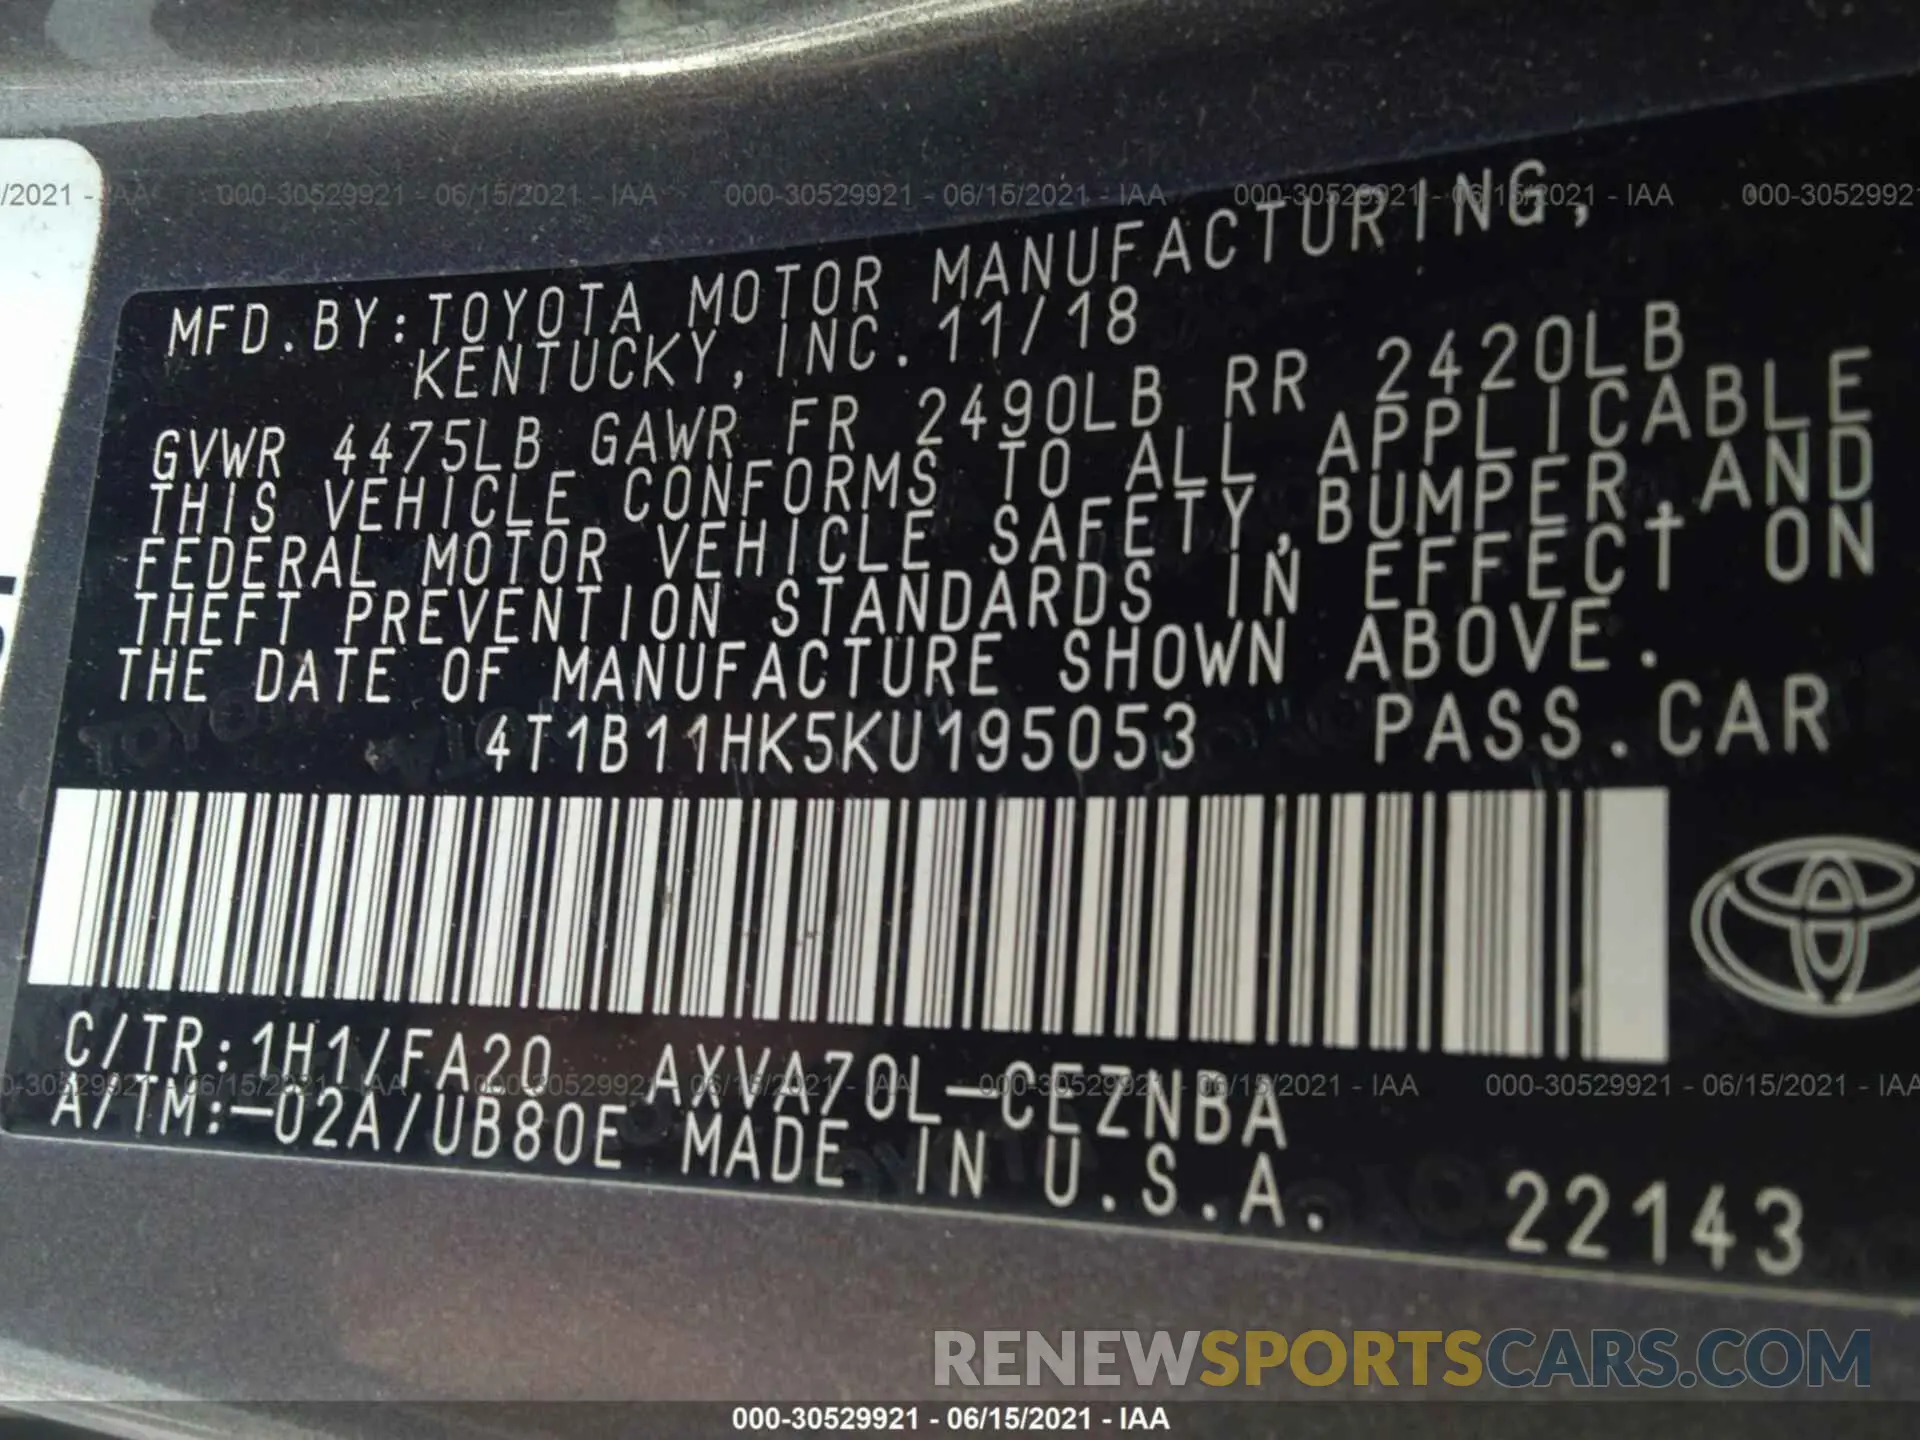 /2021 - IAA 000-30529921 - 06/15/2021 - IAA 000-30529921 - 06/15/2021 - IAA 000-30529921 - 06/15/2021 - IAA 000-30529921
MFD. BY: TOYOTA MOTOR MANUFACTURING,
KENTUCKY, INC. 11/18
GVWR 4475LB GAWR FR 2490LB RR 2420LB
THIS VEHICLE CONFORMS TO ALL APPLICABLE
FEDERAL MOTOR VEHICLE SAFETY, BUMPER, AND
THEFT PREVENTION STANDARDS IN EFFECT ON
THE DATE OF MANUFACTURE SHOWN ABOVE.
4T1B11HK5KU195053 PASS. CAR
C/TR: 1H1/FA20 AXVA70L-CEZNBA
0-30529921 - 06/15/2021 - IAA 000-30529921 - 06/15/2021 - IAA 000-30529921 - 06/15/2021 - IAA 000-30529921 - 06/15/2021 - IAA
A/TM:-02A/UB80E MADE IN U.S.A. 22143
RENEWSPORTSCARS.COM
000-30529921 - 06/15/2021 - IAA